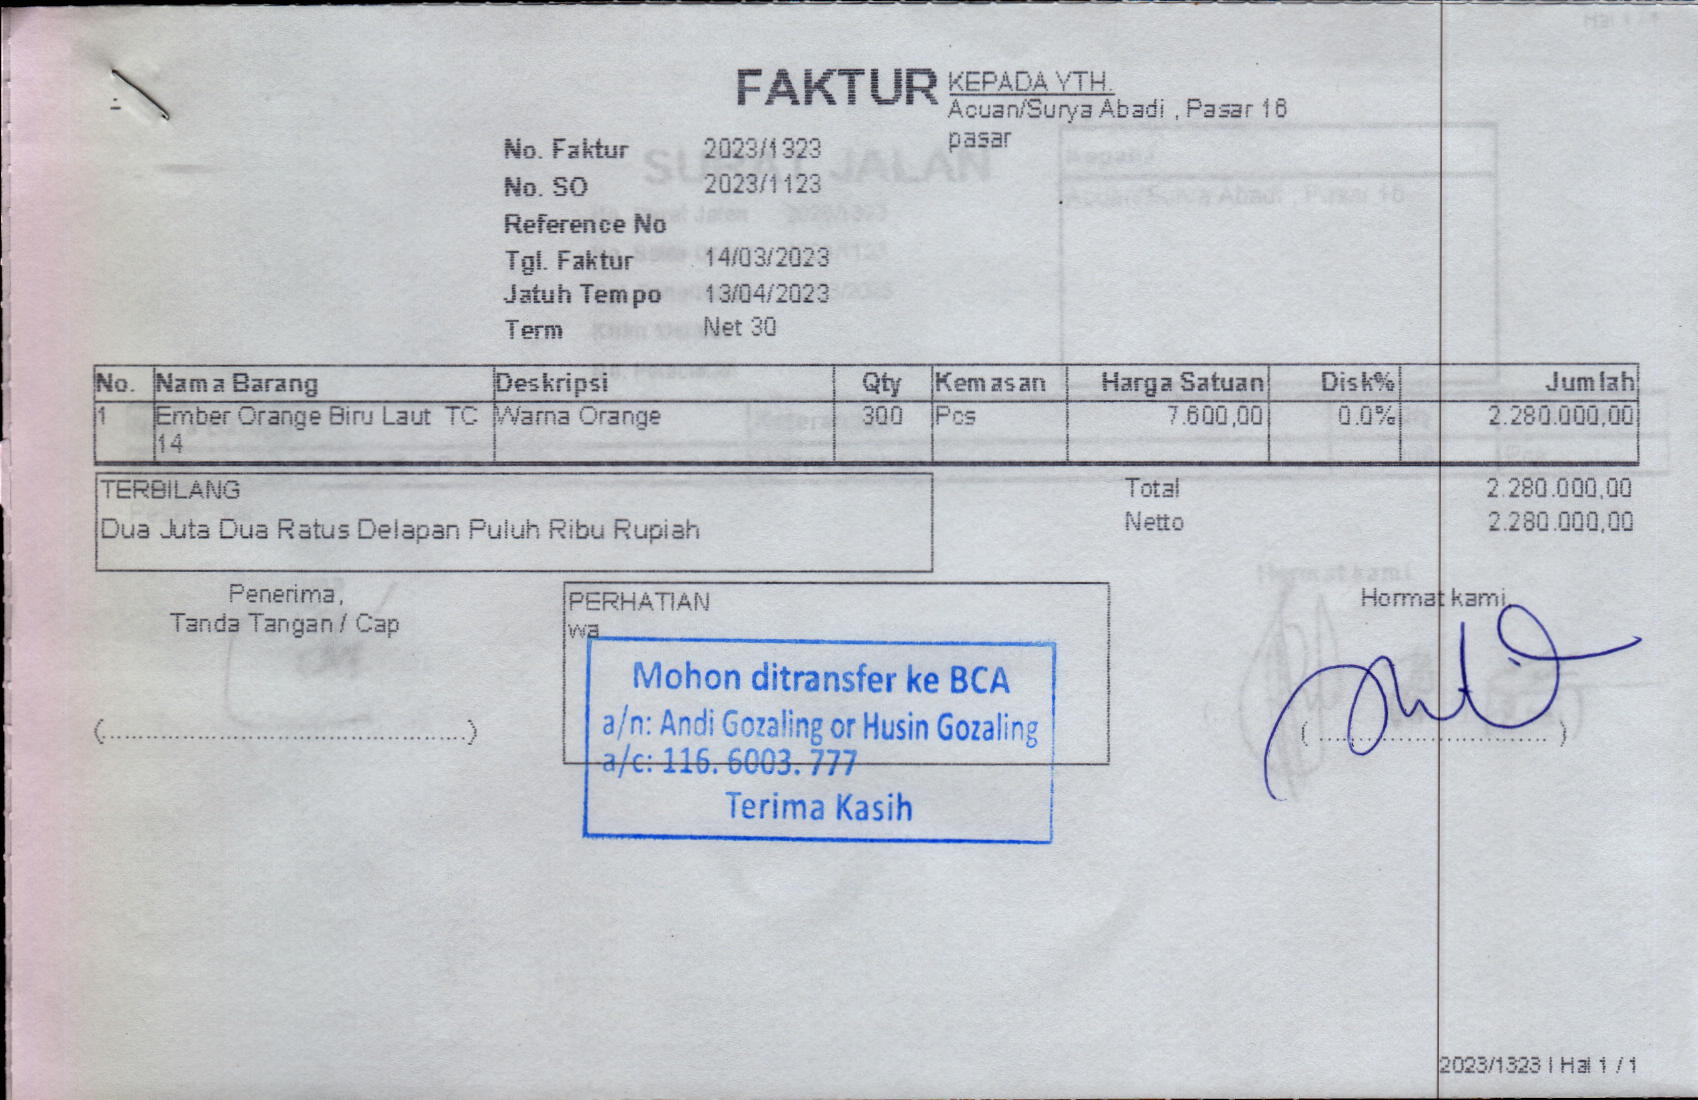 FAKTUR
KEPADA YTH.
Acuan/Surya Abadi , Pasar 16
pasar
No. Faktur 2023/1323
No. SO 2023/1123
Reference No
Tgl. Faktur 14/03/2023
Jatuh Tempo 13/04/2023
Term Net 30
No. Nama Barang Deskripsi Qty Kemasan Harga Satuan Disk% Jumlah
1 Ember Orange Biru Laut TC Warna Orange 300 Pcs 7.600,00 0.0% 2.280.000,00
14
TERBILANG
Dua Juta Dua Ratus Delapan Puluh Ribu Rupiah
Total 2.280.000,00
Netto 2.280.000,00
Penerima,
Tanda Tangan / Cap
(............................................)
PERHATIAN
wa
Mohon ditransfer ke BCA
a/n: Andi Gozaling or Husin Gozaling
a/c: 116. 6003. 777
Terima Kasih
Hormat kami,
(............................)
2023/1323 | Hal 1 / 1